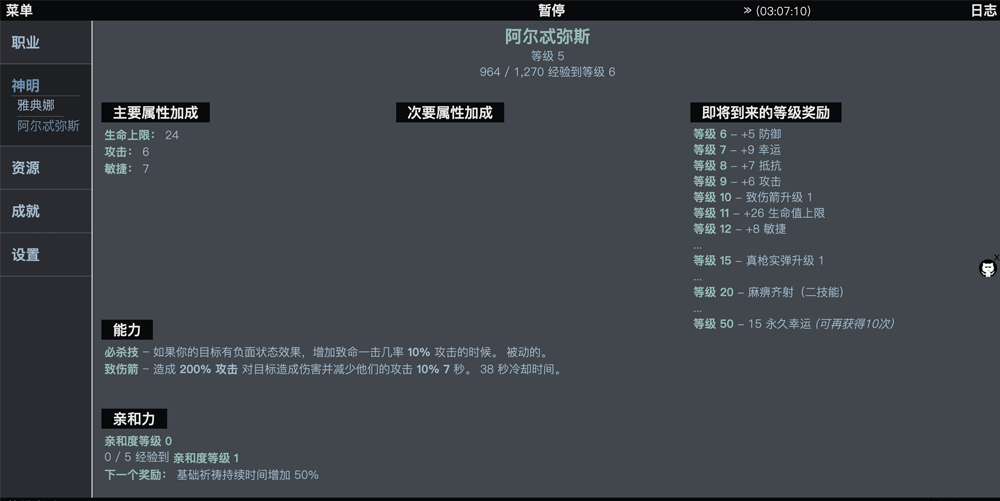 菜单
暂停
≫ (03:07:10)
日志
职业
神明
雅典娜
阿尔忒弥斯
资源
成就
设置
阿尔忒弥斯
等级 5
964 / 1,270 经验到等级 6
主要属性加成
生命上限： 24
攻击： 6
敏捷： 7
次要属性加成
即将到来的等级奖励
等级 6 – +5 防御
等级 7 – +9 幸运
等级 8 – +7 抵抗
等级 9 – +6 攻击
等级 10 – 致伤箭升级 1
等级 11 – +26 生命值上限
等级 12 – +8 敏捷
...
等级 15 – 真枪实弹升级 1
...
等级 20 – 麻痹齐射（二技能）
...
等级 50 – 15 永久幸运 (可再获得10次)
能力
必杀技 – 如果你的目标有负面状态效果，增加致命一击几率 10% 攻击的时候。 被动的。
致伤箭 – 造成 200% 攻击 对目标造成伤害并减少他们的攻击 10% 7 秒。 38 秒冷却时间。
亲和力
亲和度等级 0
0 / 5 经验到 亲和度等级 1
下一个奖励： 基础祈祷持续时间增加 50%
x